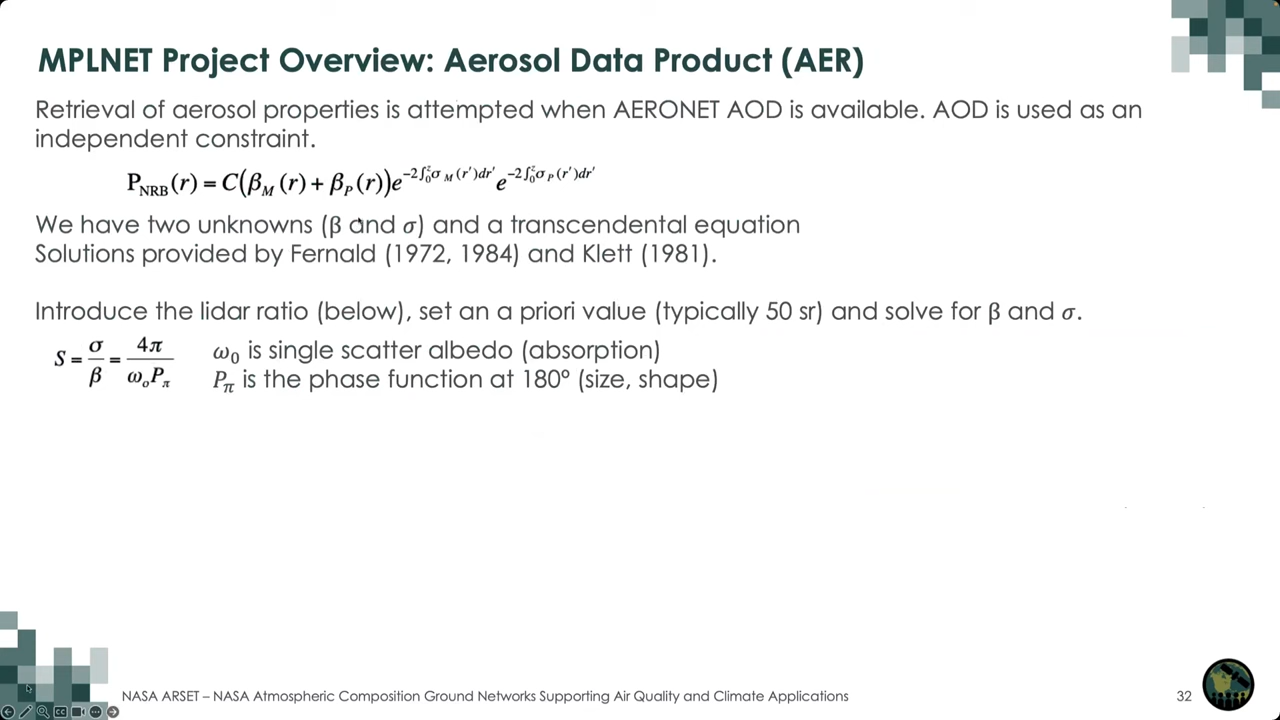 MPLNET Project Overview: Aerosol Data Product (AER)
Retrieval of aerosol properties is attempted when AERONET AOD is available. AOD is used as an
independent constraint.
P_NRB(r) = C(β_M(r) + β_P(r))e^{-2∫_0^z σ_M(r')dr'} e^{-2∫_0^z σ_P(r')dr'}
We have two unknowns (β and σ) and a transcendental equation
Solutions provided by Fernald (1972, 1984) and Klett (1981).
Introduce the lidar ratio (below), set an a priori value (typically 50 sr) and solve for β and σ.
S = σ/β = 4π/(ω_o P_π)
ω₀ is single scatter albedo (absorption)
P_π is the phase function at 180° (size, shape)
NASA ARSET – NASA Atmospheric Composition Ground Networks Supporting Air Quality and Climate Applications
32
CC